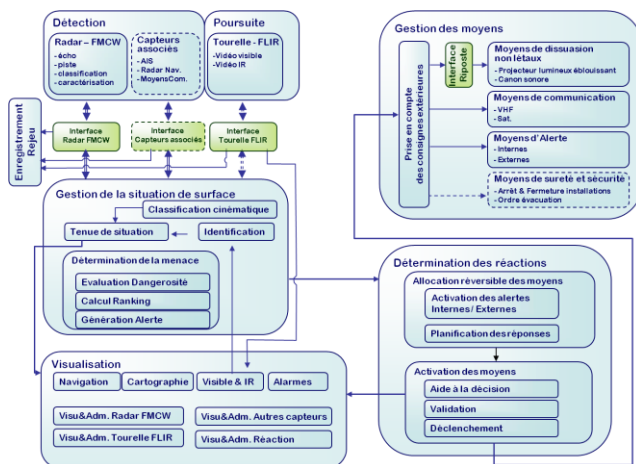 Détection
Radar – FMCW
-écho
-piste
-classification
-caractérisation
Capteurs
associés
-AIS
-Radar Nav.
-MoyensCom.
Poursuite
Tourelle - FLIR
-Vidéo visible
-Vidéo IR
Enregistrement
Rejeu
Interface
Radar FMCW
Interface
Capteurs associés
Interface
Tourelle FLIR
Gestion de la situation de surface
Classification cinèmatique
Tenue de situation
Identification
Détermination de la menace
Evaluation Dangerosité
Calcul Ranking
Génèration Alerte
Visualisation
Navigation
Cartographie
Visible & IR
Alarmes
Visu&Adm. Radar FMCW
Visu&Adm. Autres capteurs
Visu&Adm. Tourelle FLIR
Visu&Adm. Réaction
Gestion des moyens
Prise en compte
des consignes extérieures
Interface
Riposte
Moyens de dissuasion
non létaux
- Projecteur lumineux éblouissant
- Canon sonore
Moyens de communication
- VHF
- Sat.
Moyens d'Alerte
- Internes
- Externes
Moyens de sureté et sécurité
- Arrêt & Fermeture installations
- Ordre évacuation
Détermination des réactions
Allocation réversible des moyens
Activation des alertes
Internes / Externes
Planification des réponses
Activation des moyens
Aide à la décision
Validation
Dèclenchement